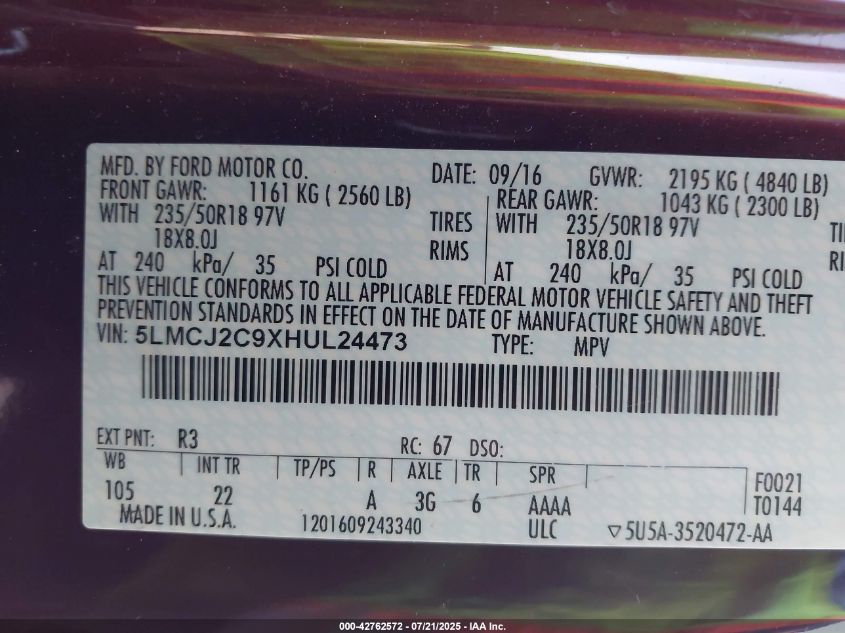 MFD. BY FORD MOTOR CO. DATE: 09/16 GVWR: 2195 KG ( 4840 LB)
FRONT GAWR: 1161 KG ( 2560 LB) REAR GAWR: 1043 KG ( 2300 LB)
WITH 235/50R18 97V TIRES WITH 235/50R18 97V
18X8.0J RIMS 18X8.0J
AT 240 kPa/ 35 PSI COLD AT 240 kPa/ 35 PSI COLD
THIS VEHICLE CONFORMS TO ALL APPLICABLE FEDERAL MOTOR VEHICLE SAFETY AND THEFT
PREVENTION STANDARDS IN EFFECT ON THE DATE OF MANUFACTURE SHOWN ABOVE.
VIN: 5LMCJ2C9XHUL24473 TYPE: MPV
EXT PNT: R3 RC: 67 DSO:
WB INT TR TP/PS R AXLE TR SPR F0021
105 22 A 3G 6 AAAA T0144
MADE IN U.S.A. 1201609243340 ULC ▽5U5A-3520472-AA
000-42762572 - 07/21/2025 - IAA Inc.